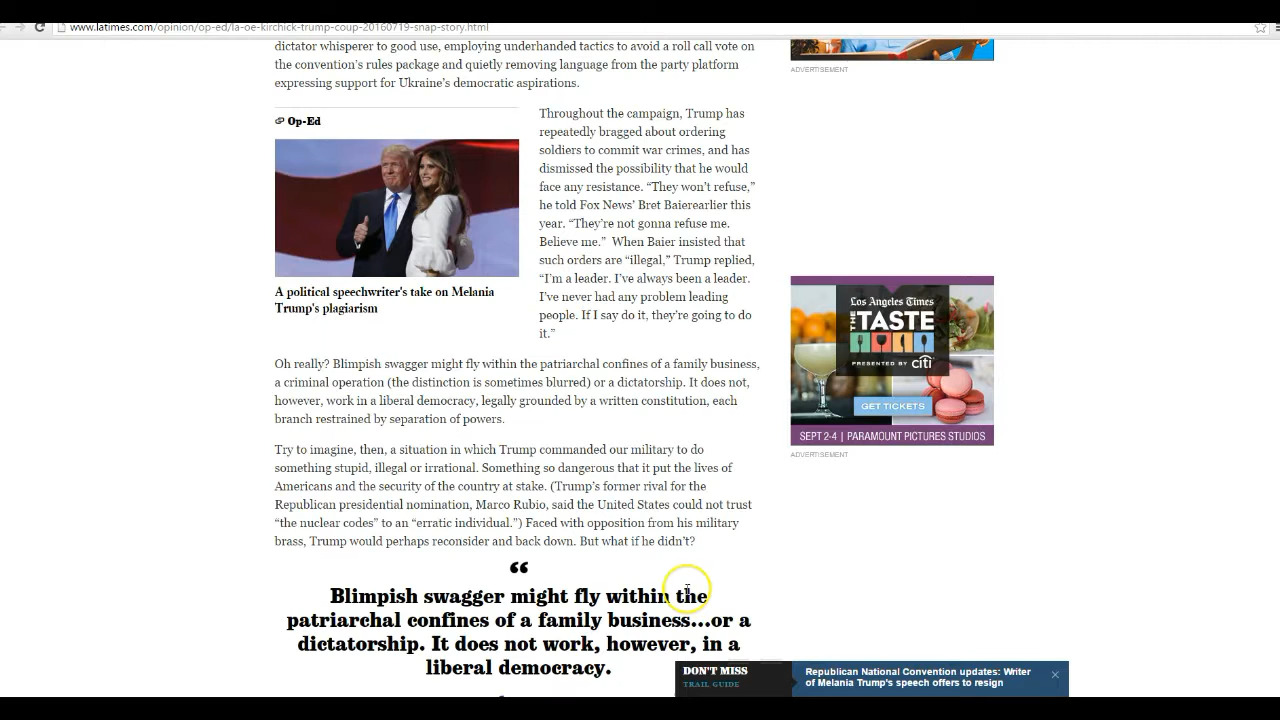 www.latimes.com/opinion/op-ed/la-oe-kirchick-trump-coup-20160719-snap-story.html
dictator whisperer to good use, employing underhanded tactics to avoid a roll call vote on
the convention's rules package and quietly removing language from the party platform
expressing support for Ukraine's democratic aspirations.
ADVERTISEMENT
Op-Ed
A political speechwriter's take on Melania
Trump's plagiarism
Throughout the campaign, Trump has
repeatedly bragged about ordering
soldiers to commit war crimes, and has
dismissed the possibility that he would
face any resistance. “They won’t refuse,”
he told Fox News’ Bret Baierearlier this
year. “They’re not gonna refuse me.
Believe me.”  When Baier insisted that
such orders are “illegal,” Trump replied,
“I’m a leader. I’ve always been a leader.
I've never had any problem leading
people. If I say do it, they’re going to do
it.”
Oh really? Blimpish swagger might fly within the patriarchal confines of a family business,
a criminal operation (the distinction is sometimes blurred) or a dictatorship. It does not,
however, work in a liberal democracy, legally grounded by a written constitution, each
branch restrained by separation of powers.
Try to imagine, then, a situation in which Trump commanded our military to do
something stupid, illegal or irrational. Something so dangerous that it put the lives of
Americans and the security of the country at stake. (Trump’s former rival for the
Republican presidential nomination, Marco Rubio, said the United States could not trust
“the nuclear codes” to an “erratic individual.”) Faced with opposition from his military
brass, Trump would perhaps reconsider and back down. But what if he didn’t?
“
Blimpish swagger might fly within the
patriarchal confines of a family business...or a
dictatorship. It does not work, however, in a
liberal democracy.
Los Angeles Times
THE
TASTE
PRESENTED BY citi
GET TICKETS
SEPT 2-4 | PARAMOUNT PICTURES STUDIOS
ADVERTISEMENT
DON'T MISS
TRAIL GUIDE
Republican National Convention updates: Writer
of Melania Trump's speech offers to resign